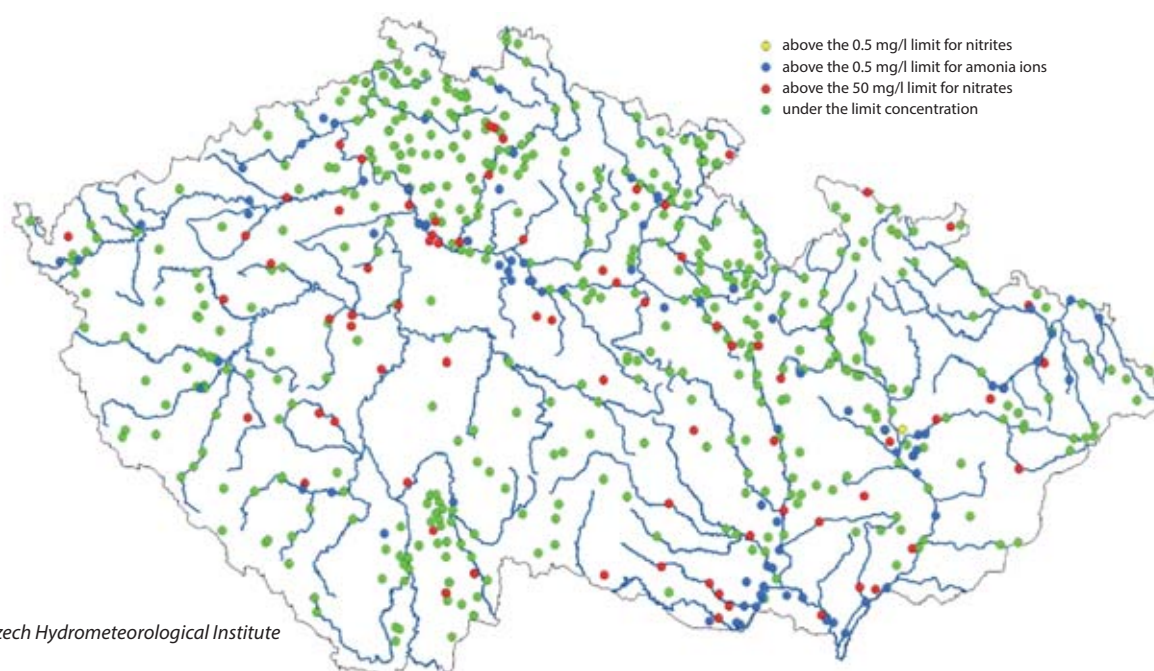 above the 0.5 mg/l limit for nitrites
above the 0.5 mg/l limit for amonia ions
above the 50 mg/l limit for nitrates
under the limit concentration
zech Hydrometeorological Institute